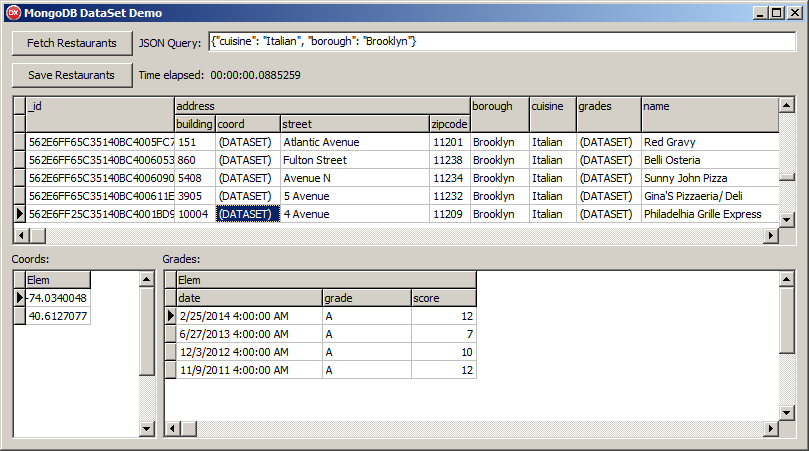 DX MongoDB DataSet Demo
Fetch Restaurants JSON Query: {"cuisine": "Italian", "borough": "Brooklyn"}
Save Restaurants Time elapsed: 00:00:00.0885259
_id address borough cuisine grades name
building coord street zipcode
562E6FF65C35140BC4005FC7 151 (DATASET) Atlantic Avenue 11201 Brooklyn Italian (DATASET) Red Gravy
562E6FF65C35140BC4006053 860 (DATASET) Fulton Street 11238 Brooklyn Italian (DATASET) Belli Osteria
562E6FF65C35140BC4006090 5408 (DATASET) Avenue N 11234 Brooklyn Italian (DATASET) Sunny John Pizza
562E6FF65C35140BC400611E 3905 (DATASET) 5 Avenue 11232 Brooklyn Italian (DATASET) Gina'S Pizzaeria/ Deli
562E6FF25C35140BC4001BD9 10004 (DATASET) 4 Avenue 11209 Brooklyn Italian (DATASET) Philadelhia Grille Express
Coords: Grades:
Elem Elem
date grade score
-74.0340048 2/25/2014 4:00:00 AM A 12
40.6127077 6/27/2013 4:00:00 AM A 7
12/3/2012 4:00:00 AM A 10
11/9/2011 4:00:00 AM A 12